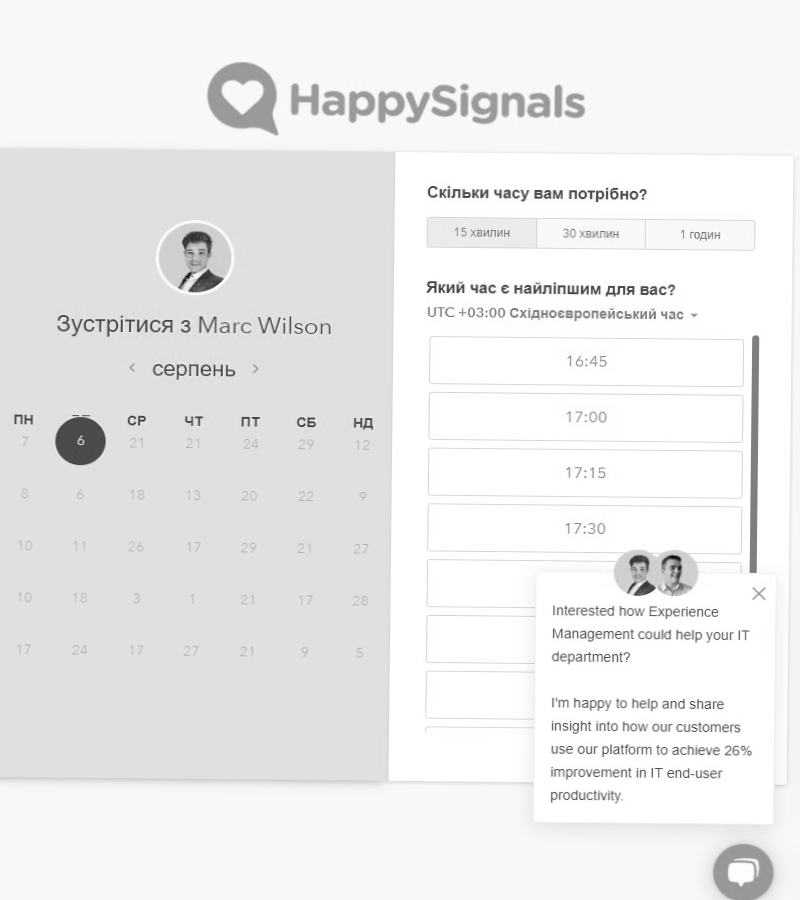 HappySignals
Зустрітися з Marc Wilson
серпень
ПН СР ЧТ ПТ СБ НД
7 6 21 21 24 29 12
8 6 18 13 20 22 9
10 11 26 17 29 21 27
10 18 3 1 21 17 28
17 24 17 27 21 9 5
Скільки часу вам потрібно?
15 хвилин 30 хвилин 1 годин
Який час є найліпшим для вас?
UTC +03:00 Східноєвропейський час
16:45
17:00
17:15
17:30
Interested how Experience
Management could help your IT
department?
I'm happy to help and share
insight into how our customers
use our platform to achieve 26%
improvement in IT end-user
productivity.